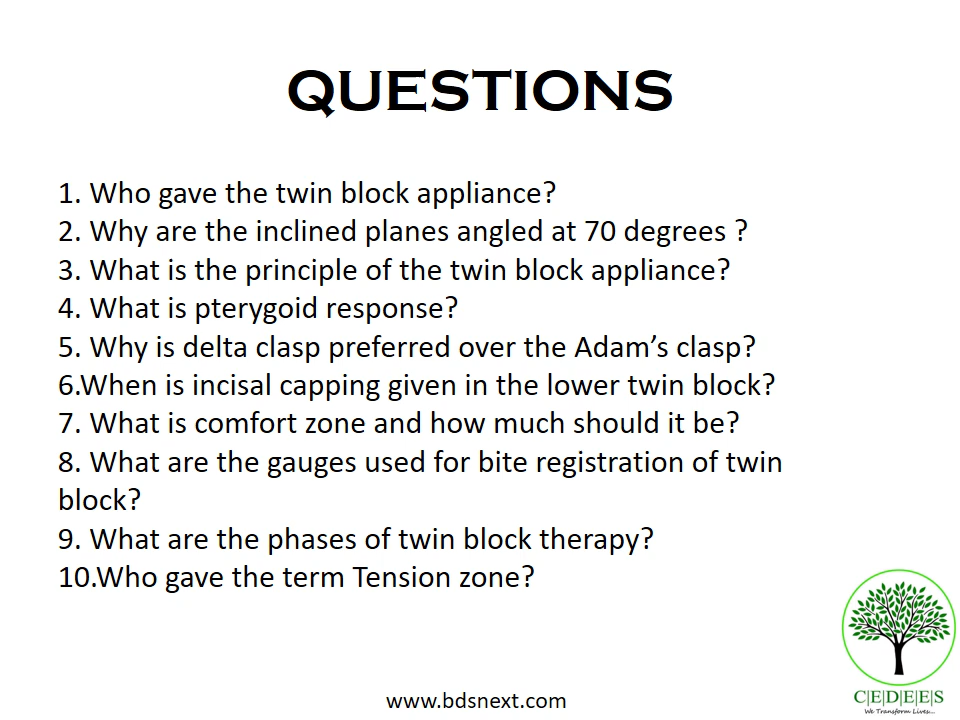 QUESTIONS
1. Who gave the twin block appliance?
2. Why are the inclined planes angled at 70 degrees ?
3. What is the principle of the twin block appliance?
4. What is pterygoid response?
5. Why is delta clasp preferred over the Adam’s clasp?
6.When is incisal capping given in the lower twin block?
7. What is comfort zone and how much should it be?
8. What are the gauges used for bite registration of twin
block?
9. What are the phases of twin block therapy?
10.Who gave the term Tension zone?
www.bdsnext.com
C|E|D|E|E|S
We Transform Lives...